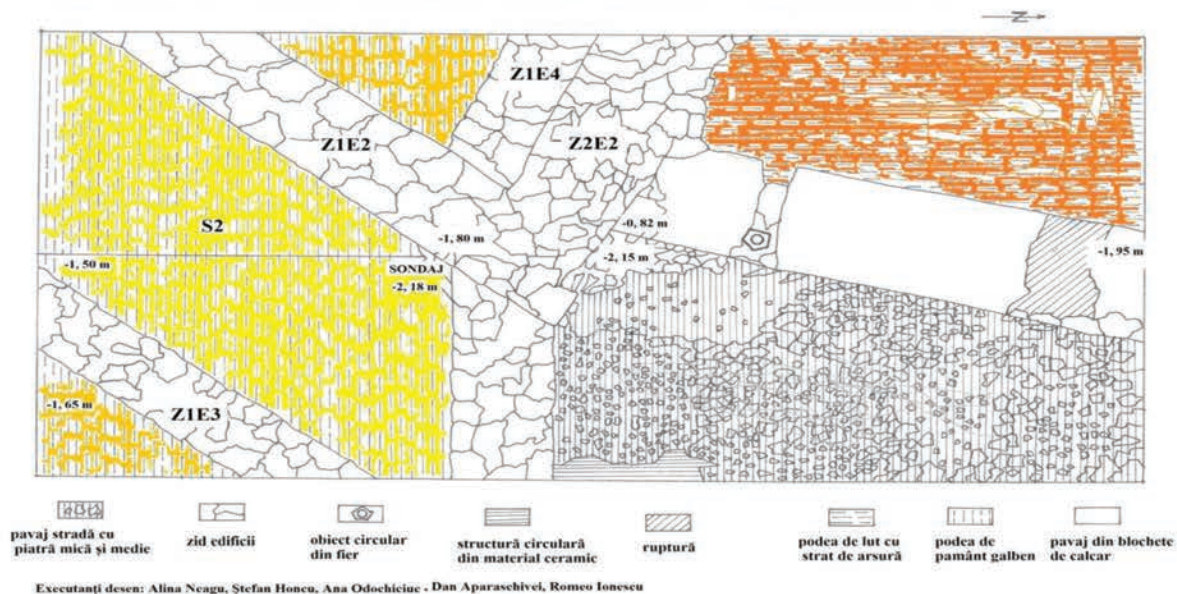 N
Z1E4
Z1E2
Z2E2
S2
-0, 82 m
-1, 80 m
-2, 15 m
-1, 95 m
-1, 50 m
SONDAJ
-2, 18 m
-1, 65 m
Z1E3
pavaj stradă cu
piatră mică și medie
zid edificii
obiect circular
din fier
structură circulară
din material ceramic
ruptură
podea de lut cu
strat de arsură
podea de
pamânt galben
pavaj din blochete
de calcar
Executanți desen: Alina Neagu, Ștefan Honcu, Ana Odochiciuc - Dan Aparaschivei, Romeo Ionescu